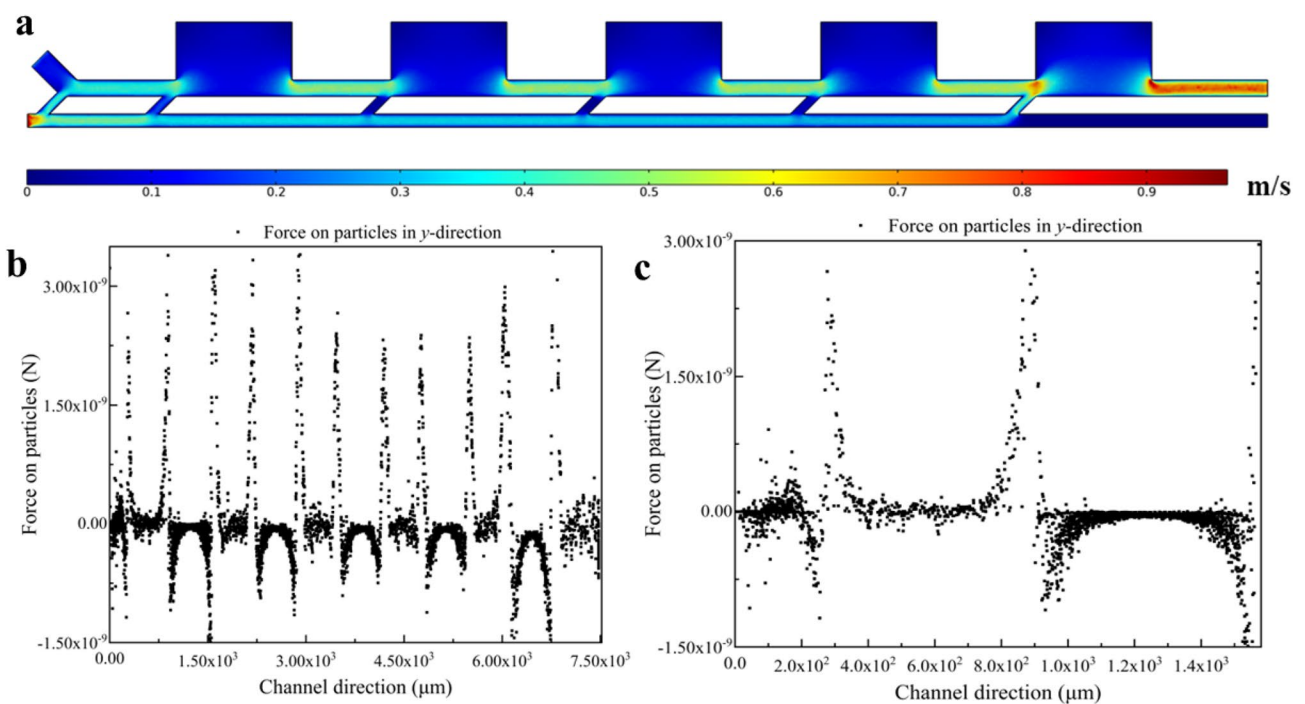 a
0 0.1 0.2 0.3 0.4 0.5 0.6 0.7 0.8 0.9 m/s
b
Force on particles in y-direction
Force on particles (N)
3.00x10⁻⁹
1.50x10⁻⁹
0.00
-1.50x10⁻⁹
0.00 1.50x10³ 3.00x10³ 4.50x10³ 6.00x10³ 7.50x10³
Channel direction (μm)
c
Force on particles in y-direction
Force on particles (N)
3.00x10⁻⁹
1.50x10⁻⁹
0.00
-1.50x10⁻⁹
0.0 2.0x10² 4.0x10² 6.0x10² 8.0x10² 1.0x10³ 1.2x10³ 1.4x10³
Channel direction (μm)